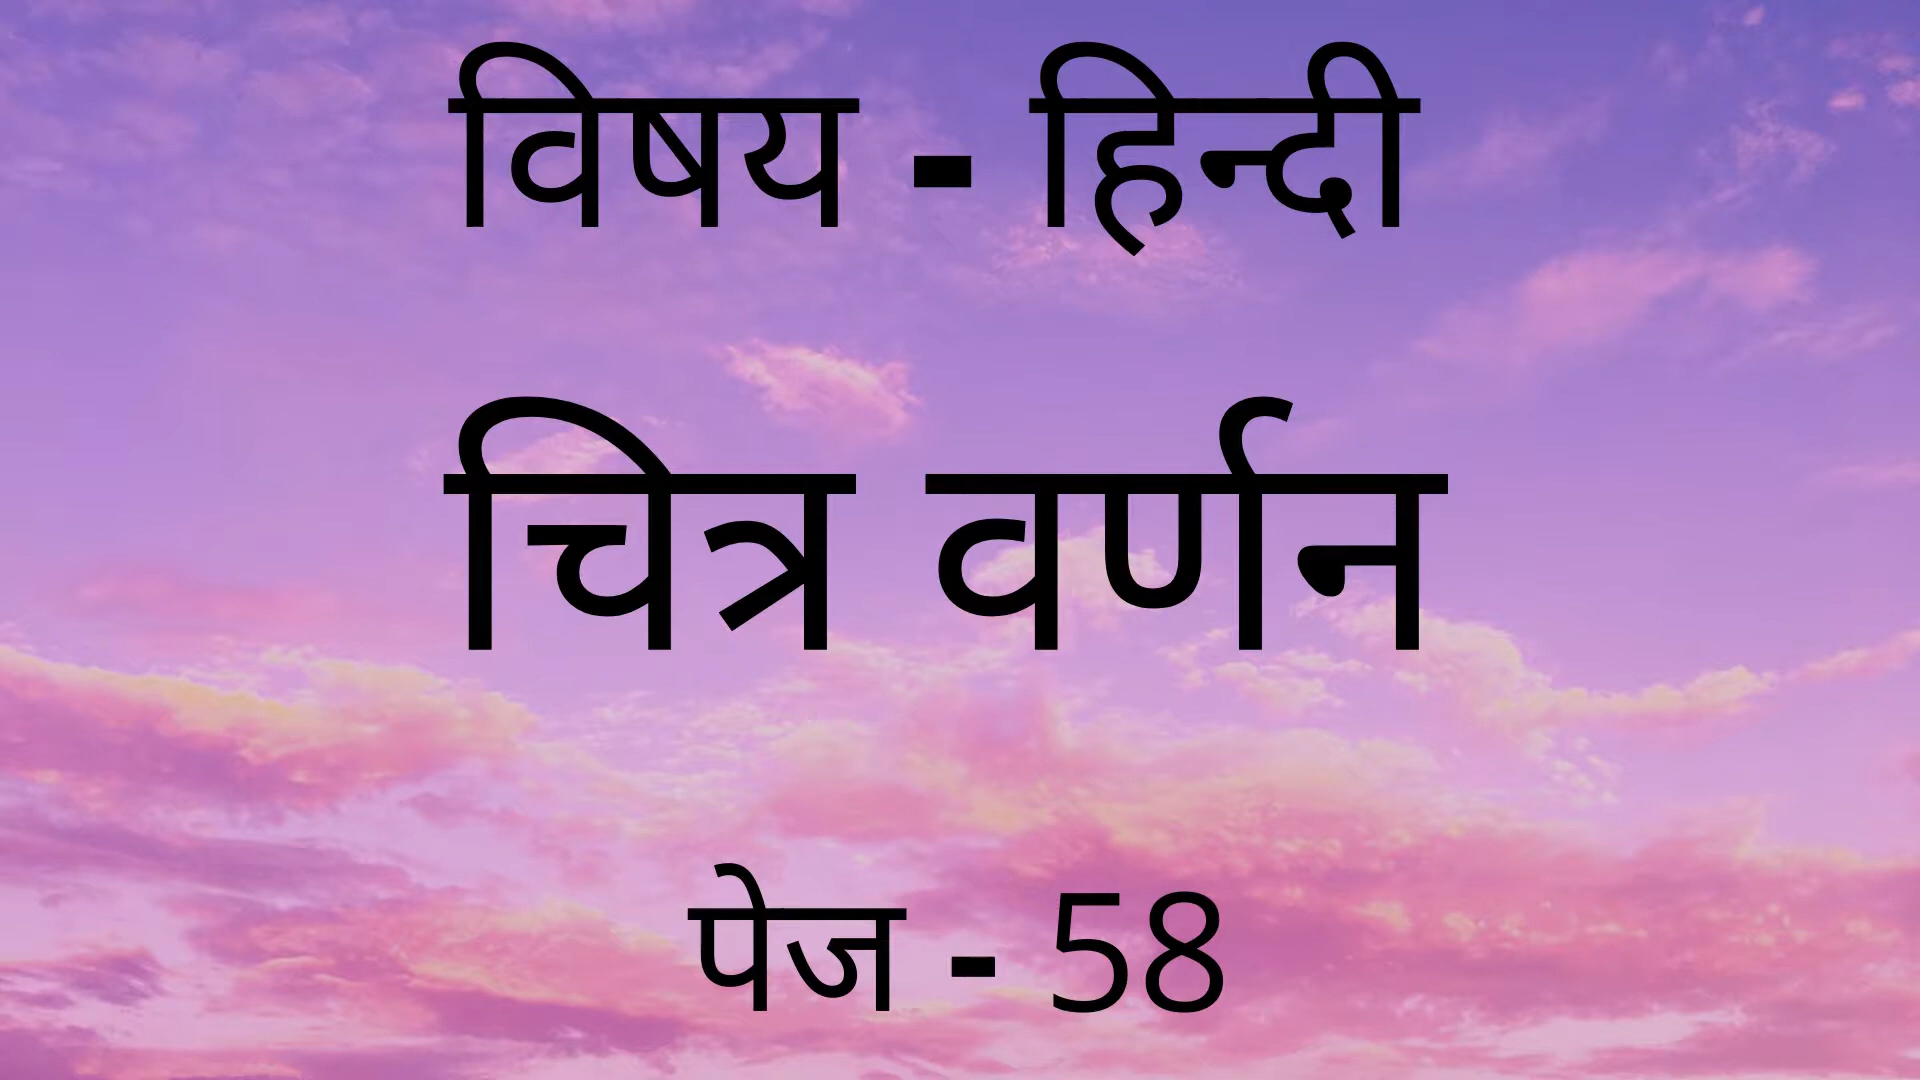 विषय - हिन्दी
चित्र वर्णन
पेज - 58